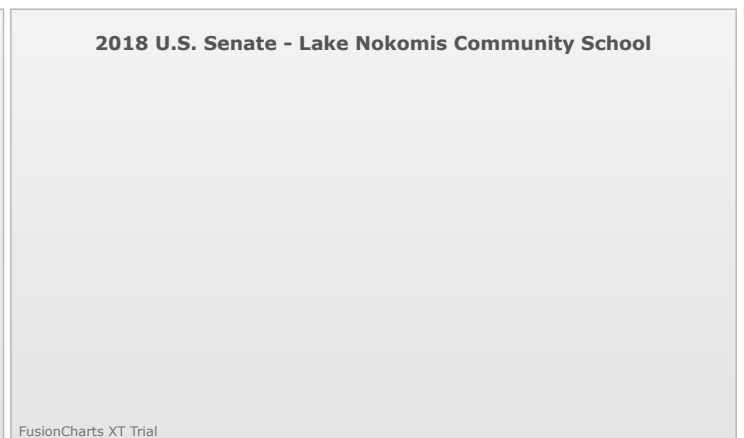 2018 U.S. Senate - Lake Nokomis Community School
FusionCharts XT Trial